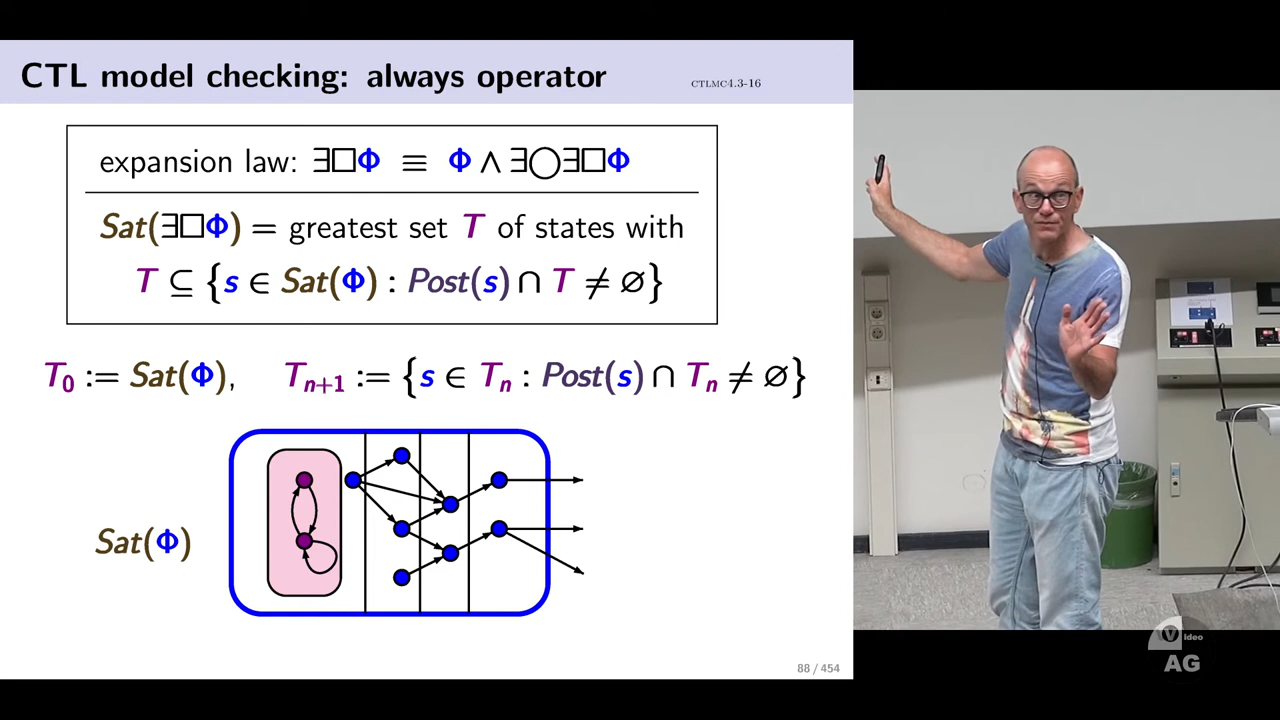 CTL model checking: always operator
CTLMC4.3-16
expansion law: ∃□Φ ≡ Φ ∧ ∃○∃□Φ
Sat(∃□Φ) = greatest set T of states with
T ⊆ {s ∈ Sat(Φ) : Post(s) ∩ T ≠ ∅}
T₀ := Sat(Φ), Tₙ₊₁ := {s ∈ Tₙ : Post(s) ∩ Tₙ ≠ ∅}
Sat(Φ)
88 / 454
Video
AG